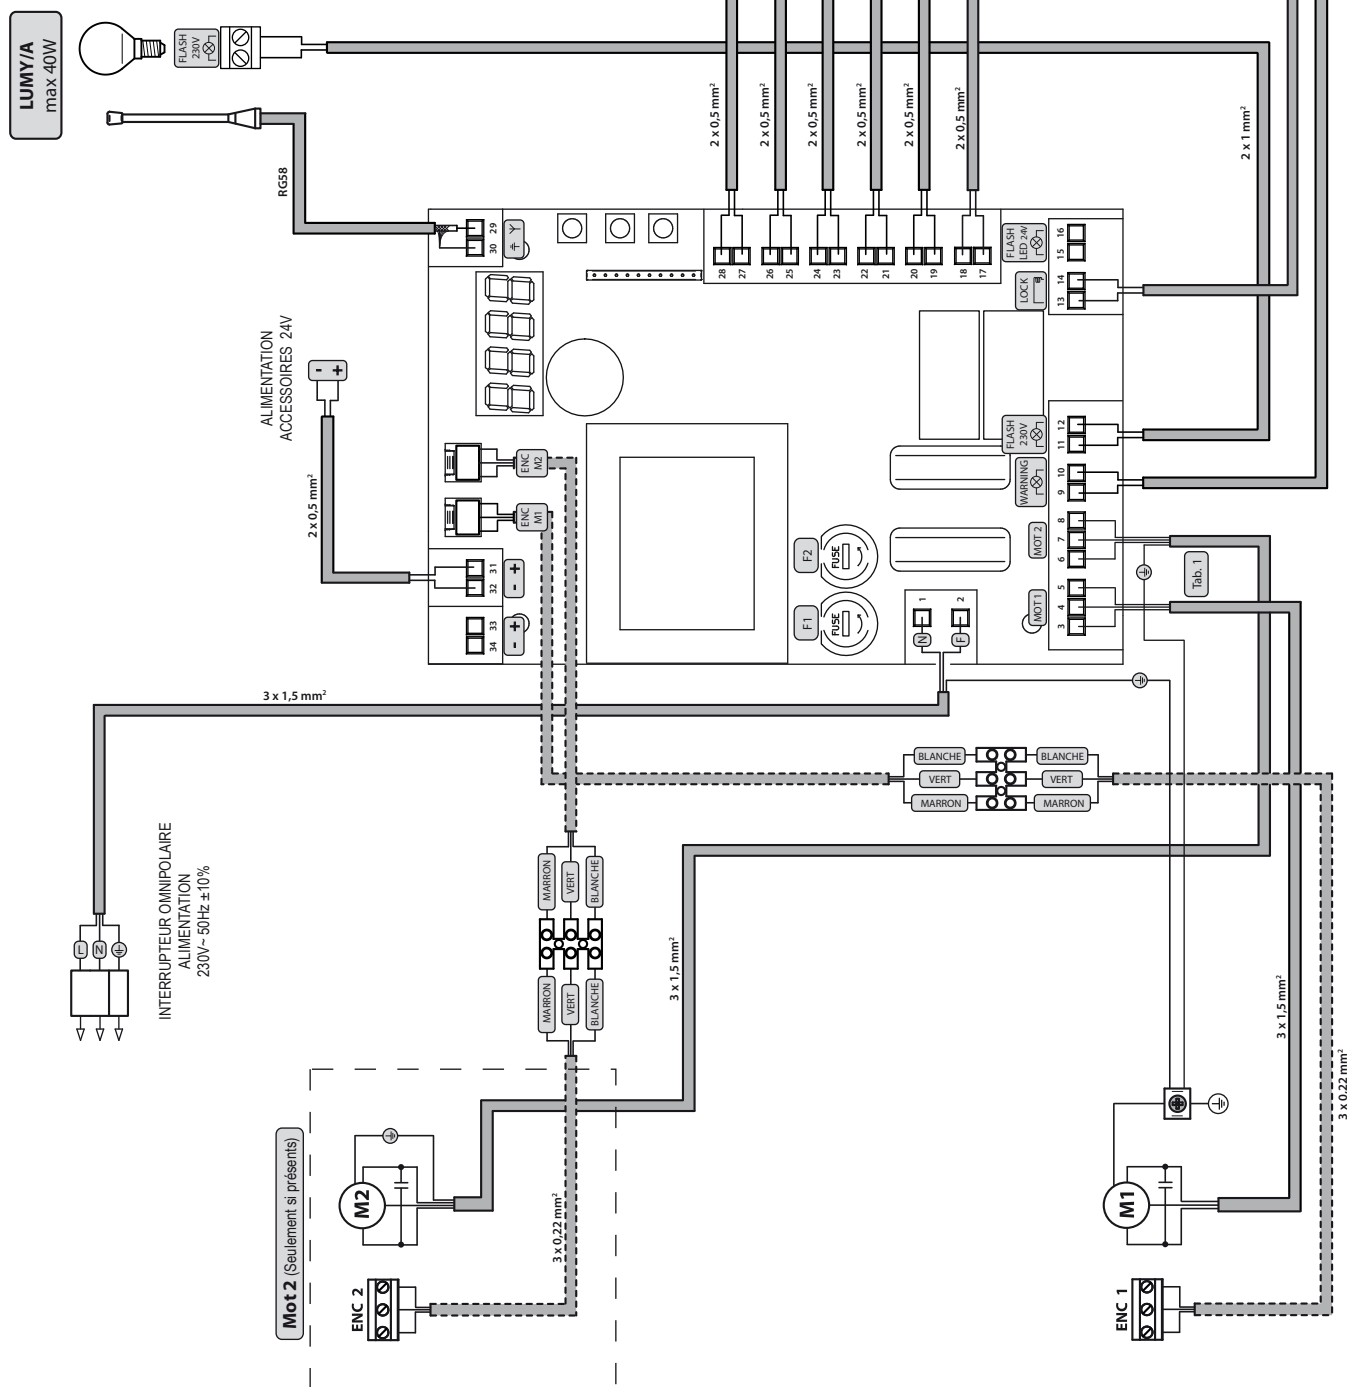 LUMY/A
max 40W
FLASH
230V
RG58
2 x 0,5 mm²
2 x 0,5 mm²
2 x 0,5 mm²
2 x 0,5 mm²
2 x 0,5 mm²
2 x 0,5 mm²
2 x 1 mm²
29
30
28
27
26
25
24
23
22
21
20
19
18
17
FLASH
LED 24V
16
15
LOCK
14
13
ALIMENTATION
ACCESSOIRES 24V
- +
2 x 0,5 mm²
ENC
M2
ENC
M1
31
32
- +
33
34
- +
FLASH
230V
12
11
WARNING
10
9
MOT 2
8
7
6
MOT 1
5
4
3
Tab. 1
F2
FUSE
F1
FUSE
1
2
N
F
3 x 1,5 mm²
BLANCHE
BLANCHE
VERT
VERT
MARRON
MARRON
INTERRUPTEUR OMNIPOLAIRE
ALIMENTATION
230V~ 50Hz ±10%
L
N
MARRON
VERT
BLANCHE
MARRON
VERT
BLANCHE
3 x 1,5 mm²
3 x 1,5 mm²
3 x 0,22 mm²
Mot 2 (Seulement si présents)
M2
3 x 0,22 mm²
ENC 2
M1
ENC 1